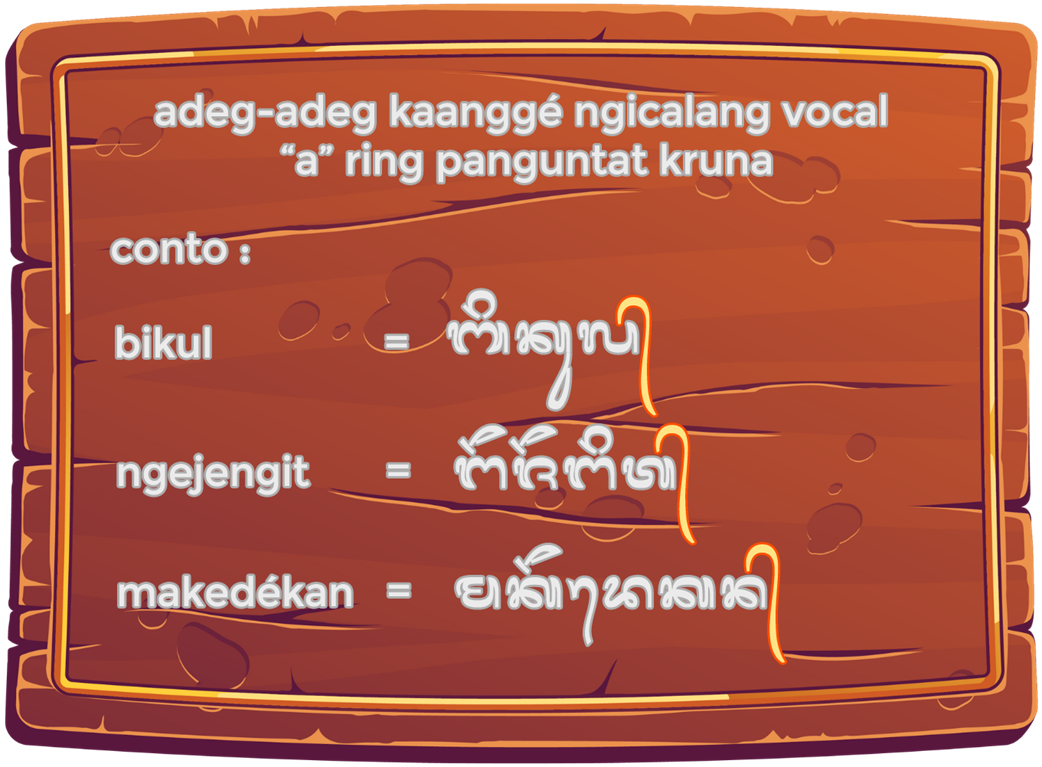 adeg-adeg kaanggé ngicalang vocal
“a” ring panguntat kruna
conto :
bikul = ᬩᬶᬓᬸᬮ᭄
ngejengit = ᬗᭂᬚᭂᬗᬶᬢ᭄
makedékan = ᬫᬓᭂᬤᬾᬓᬦ᭄